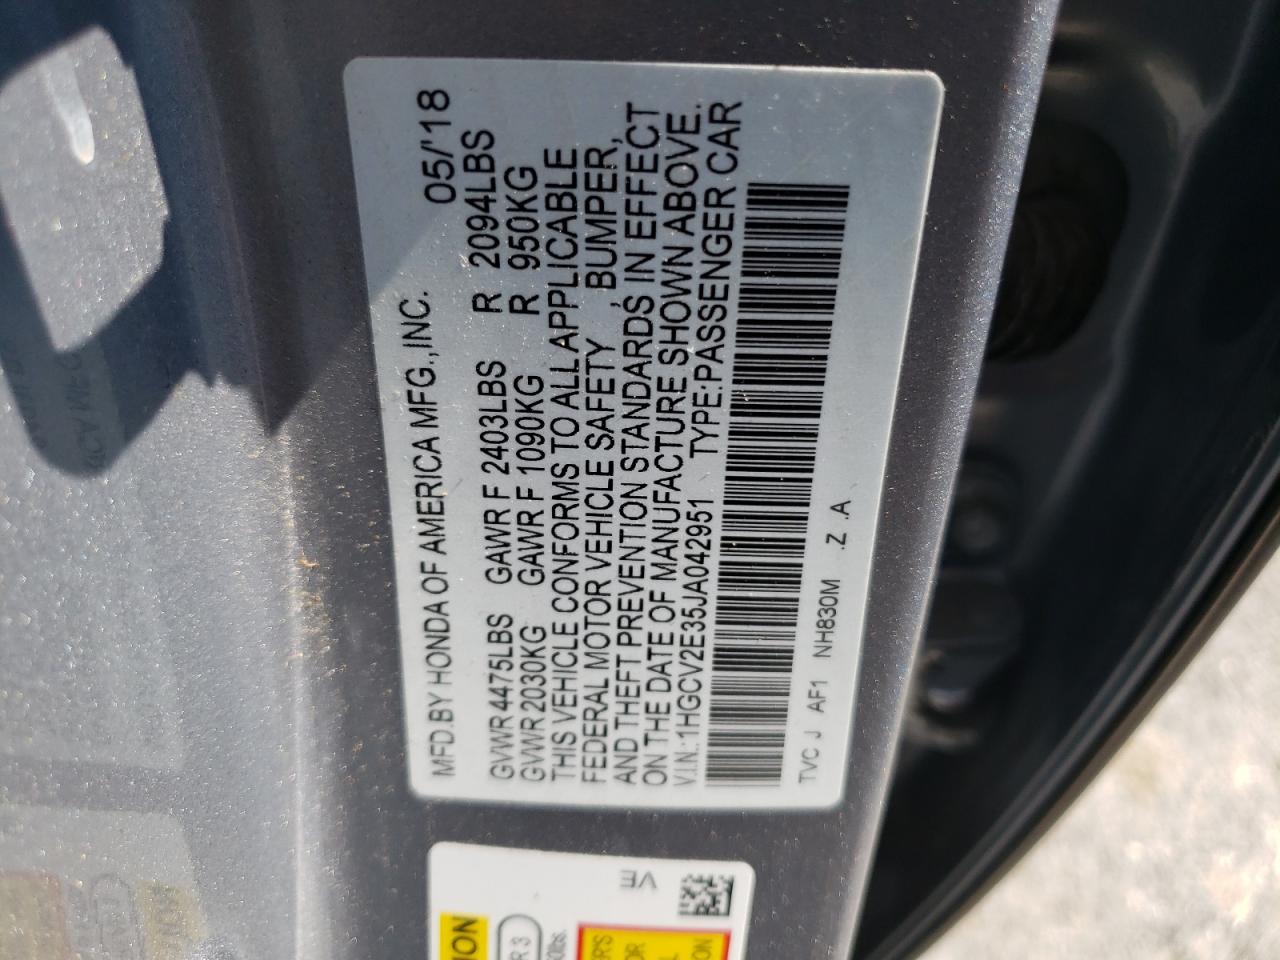 MFD.BY HONDA OF AMERICA MFG.,INC. 05/'18
GVWR 4475LBS GAWR F 2403LBS R 2094LBS
GVWR 2030KG GAWR F 1090KG R 950KG
THIS VEHICLE CONFORMS TO ALL APPLICABLE
FEDERAL MOTOR VEHICLE SAFETY , BUMPER,
AND THEFT PREVENTION STANDARDS IN EFFECT
ON THE DATE OF MANUFACTURE SHOWN ABOVE.
V.I.N.:1HGCV2E35JA042951 TYPE:PASSENGER CAR
TVC J AF1 NH830M .Z .A
VE